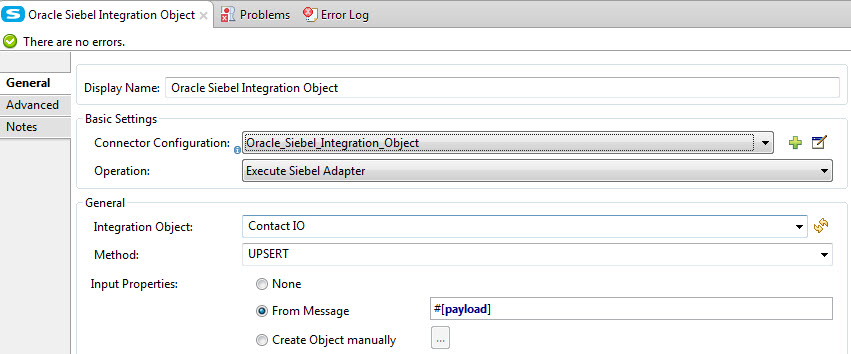 S Oracle Siebel Integration Object Problems Error Log
There are no errors.
General
Advanced
Notes
Display Name: Oracle Siebel Integration Object
Basic Settings
Connector Configuration: Oracle_Siebel_Integration_Object
Operation: Execute Siebel Adapter
General
Integration Object: Contact IO
Method: UPSERT
Input Properties: None
From Message #[payload]
Create Object manually ...